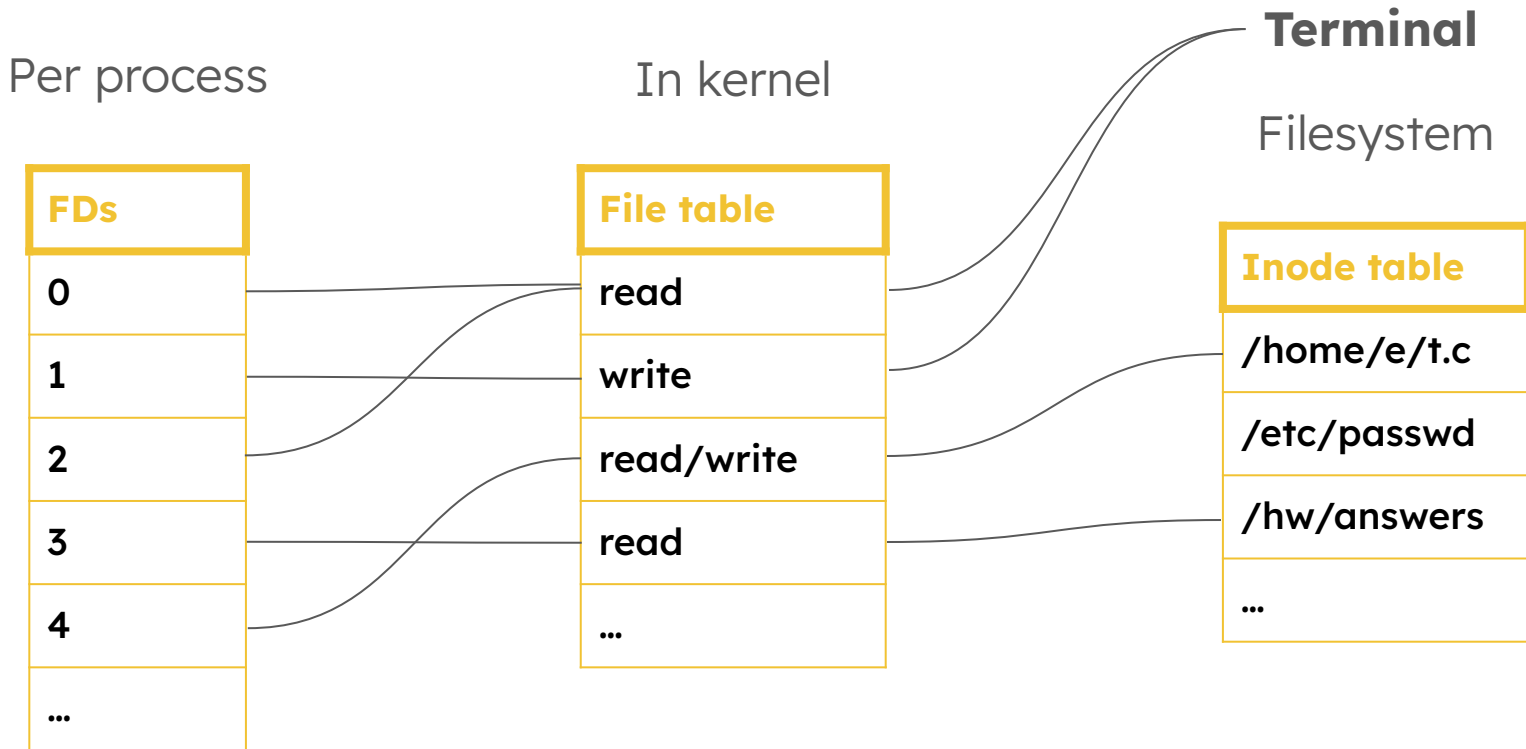 Terminal
Per process
In kernel
Filesystem
FDs
0
1
2
3
4
…
File table
read
write
read/write
read
…
Inode table
/home/e/t.c
/etc/passwd
/hw/answers
…